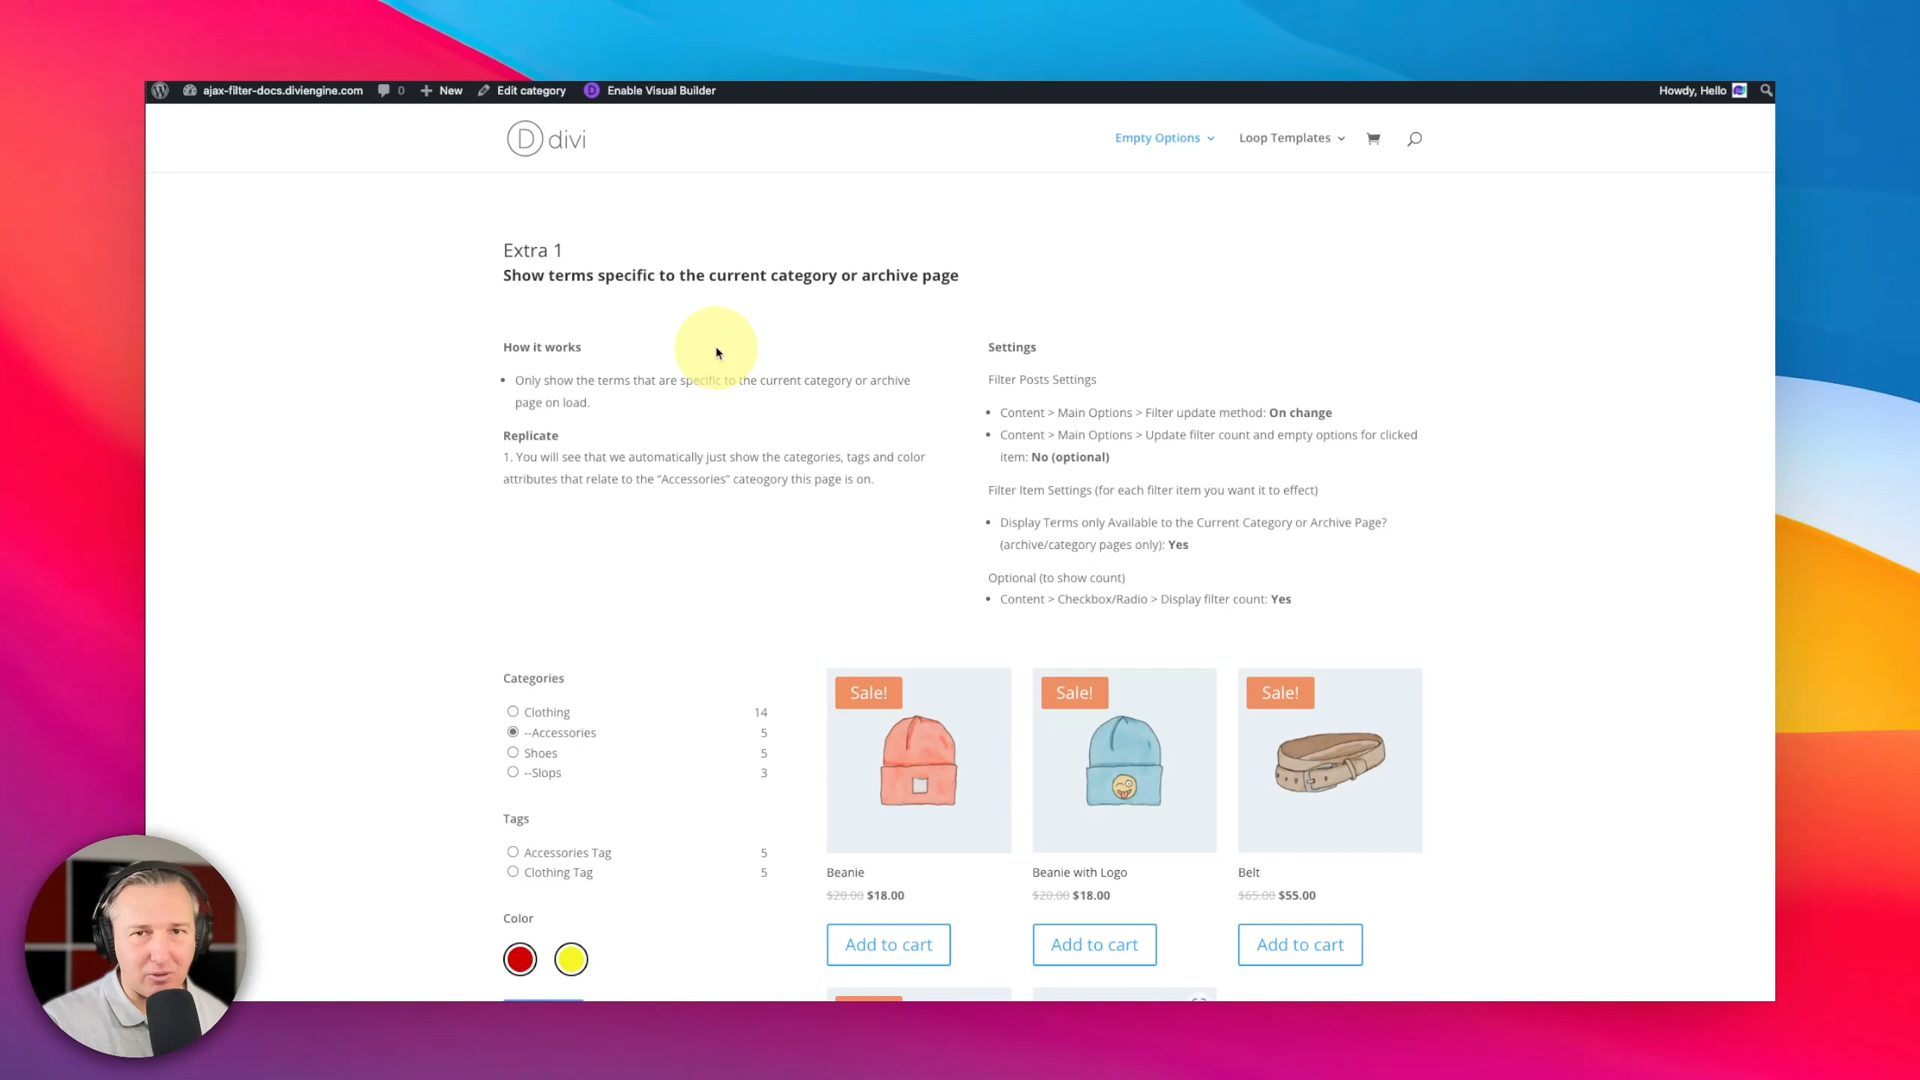 ajax-filter-docs.diviengine.com 0 New Edit category D Enable Visual Builder Howdy, Hello
D divi Empty Options Loop Templates
Extra 1
Show terms specific to the current category or archive page
How it works
Only show the terms that are specific to the current category or archive
page on load.
Replicate
1. You will see that we automatically just show the categories, tags and color
attributes that relate to the “Accessories” cateogory this page is on.
Settings
Filter Posts Settings
Content > Main Options > Filter update method: On change
Content > Main Options > Update filter count and empty options for clicked
item: No (optional)
Filter Item Settings (for each filter item you want it to effect)
Display Terms only Available to the Current Category or Archive Page?
(archive/category pages only): Yes
Optional (to show count)
Content > Checkbox/Radio > Display filter count: Yes
Categories
Clothing 14
--Accessories 5
Shoes 5
--Slops 3
Tags
Accessories Tag 5
Clothing Tag 5
Color
Sale! Sale! Sale!
Beanie Beanie with Logo Belt
$20.00 $18.00 $20.00 $18.00 $65.00 $55.00
Add to cart Add to cart Add to cart